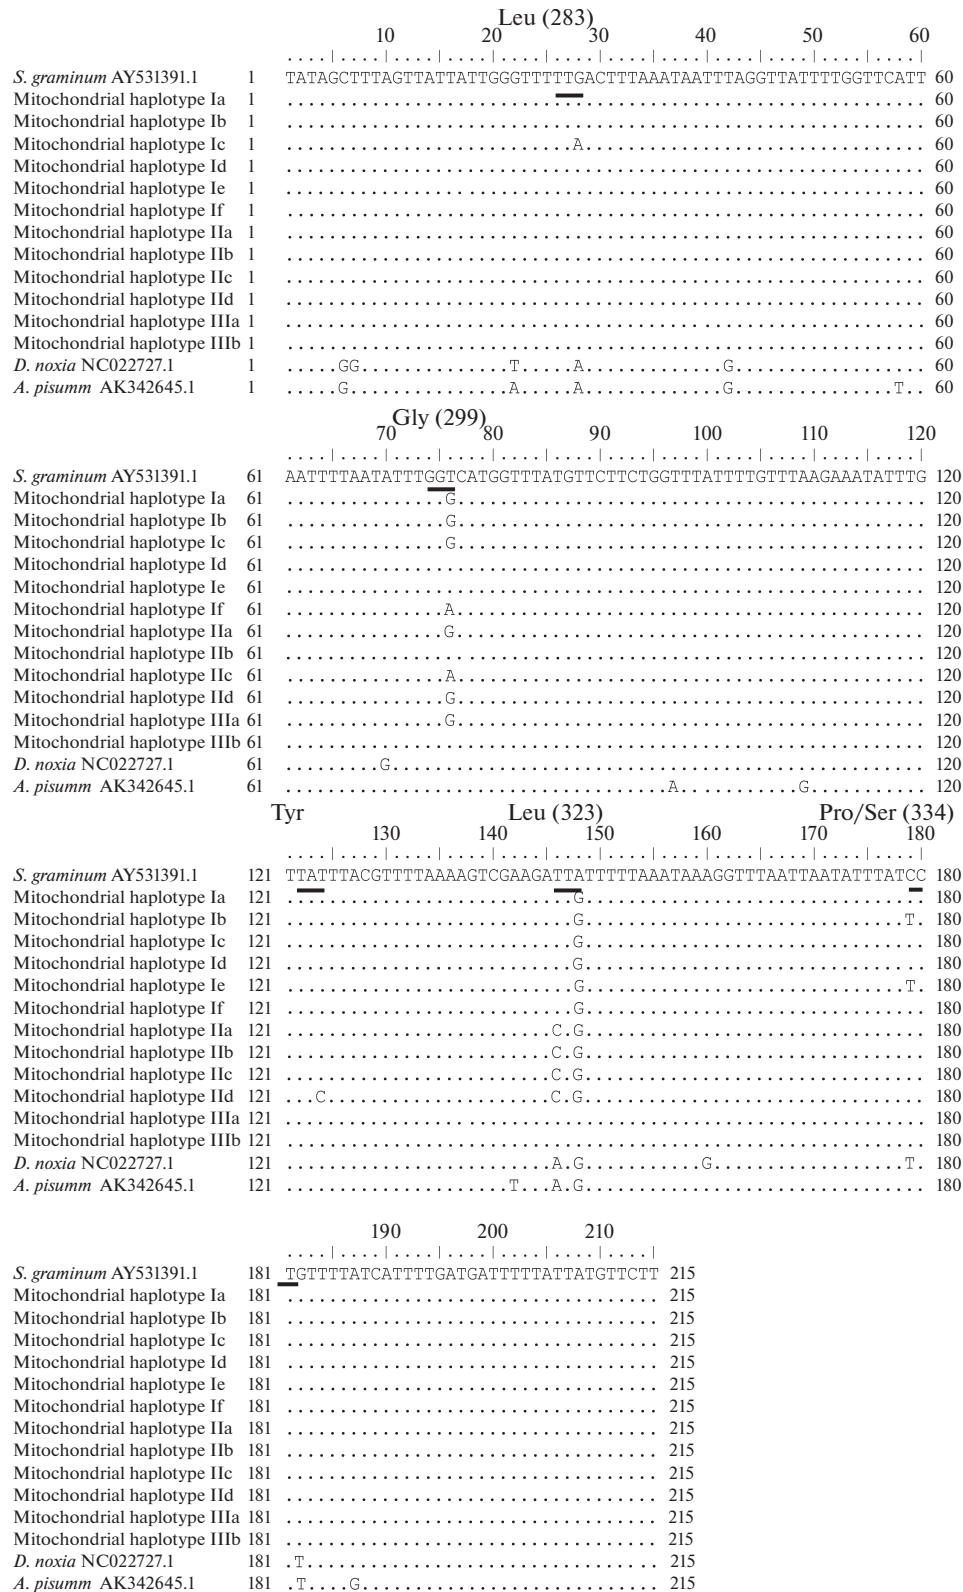 Leu (283)
10 20 30 40 50 60
S. graminum AY531391.1 1 TATAGCTTTAGTTATTATTGGGTTTTTGACTTTAAATAATTTAGGTTATTTTGGTTCATT 60
Mitochondrial haplotype Ia 1 ............................................................ 60
Mitochondrial haplotype Ib 1 ............................................................ 60
Mitochondrial haplotype Ic 1 ...........................A................................ 60
Mitochondrial haplotype Id 1 ............................................................ 60
Mitochondrial haplotype Ie 1 ............................................................ 60
Mitochondrial haplotype If 1 ............................................................ 60
Mitochondrial haplotype IIa 1 ............................................................ 60
Mitochondrial haplotype IIb 1 ............................................................ 60
Mitochondrial haplotype IIc 1 ............................................................ 60
Mitochondrial haplotype IId 1 ............................................................ 60
Mitochondrial haplotype IIIa 1 ............................................................ 60
Mitochondrial haplotype IIIb 1 ............................................................ 60
D. noxia NC022727.1 1 .....GG..............T.....A.............G.................. 60
A. pisumm AK342645.1 1 .....G...............A.....A.............G...............T.. 60
Gly (299)
70 80 90 100 110 120
S. graminum AY531391.1 61 AATTTTAATATTTGGTCATGGTTTATGTTCTTCTGGTTTATTTTGTTTAAGAAATATTTG 120
Mitochondrial haplotype Ia 61 ...............G............................................ 120
Mitochondrial haplotype Ib 61 ...............G............................................ 120
Mitochondrial haplotype Ic 61 ...............G............................................ 120
Mitochondrial haplotype Id 61 ............................................................ 120
Mitochondrial haplotype Ie 61 ............................................................ 120
Mitochondrial haplotype If 61 ...............A............................................ 120
Mitochondrial haplotype IIa 61 ...............G............................................ 120
Mitochondrial haplotype IIb 61 ............................................................ 120
Mitochondrial haplotype IIc 61 ...............A............................................ 120
Mitochondrial haplotype IId 61 ...............G............................................ 120
Mitochondrial haplotype IIIa 61 ...............G............................................ 120
Mitochondrial haplotype IIIb 61 ............................................................ 120
D. noxia NC022727.1 61 .........G.................................................. 120
A. pisumm AK342645.1 61 ....................................A...........G........... 120
Tyr Leu (323) Pro/Ser (334)
130 140 150 160 170 180
S. graminum AY531391.1 121 TTATTTACGTTTTAAAAGTCGAAGATTATTTTTAAATAAAGGTTTAATTAATATTTATCC 180
Mitochondrial haplotype Ia 121 ...........................G................................ 180
Mitochondrial haplotype Ib 121 ...........................G..............................T. 180
Mitochondrial haplotype Ic 121 ...........................G................................ 180
Mitochondrial haplotype Id 121 ...........................G................................ 180
Mitochondrial haplotype Ie 121 ...........................G..............................T. 180
Mitochondrial haplotype If 121 ...........................G................................ 180
Mitochondrial haplotype IIa 121 .........................C.G................................ 180
Mitochondrial haplotype IIb 121 .........................C.G................................ 180
Mitochondrial haplotype IIc 121 .........................C.G................................ 180
Mitochondrial haplotype IId 121 ...C.....................C.G................................ 180
Mitochondrial haplotype IIIa 121 ............................................................ 180
Mitochondrial haplotype IIIb 121 ............................................................ 180
D. noxia NC022727.1 121 .........................A.G...........G..................T. 180
A. pisumm AK342645.1 121 .....................T...A.G................................ 180
190 200 210
S. graminum AY531391.1 181 TGTTTTATCATTTTGATGATTTTTATTATGTTCTT 215
Mitochondrial haplotype Ia 181 ................................... 215
Mitochondrial haplotype Ib 181 ................................... 215
Mitochondrial haplotype Ic 181 ................................... 215
Mitochondrial haplotype Id 181 ................................... 215
Mitochondrial haplotype Ie 181 ................................... 215
Mitochondrial haplotype If 181 ................................... 215
Mitochondrial haplotype IIa 181 ................................... 215
Mitochondrial haplotype IIb 181 ................................... 215
Mitochondrial haplotype IIc 181 ................................... 215
Mitochondrial haplotype IId 181 ................................... 215
Mitochondrial haplotype IIIa 181 ................................... 215
Mitochondrial haplotype IIIb 181 ................................... 215
D. noxia NC022727.1 181 .T................................. 215
A. pisumm AK342645.1 181 .T....G............................ 215